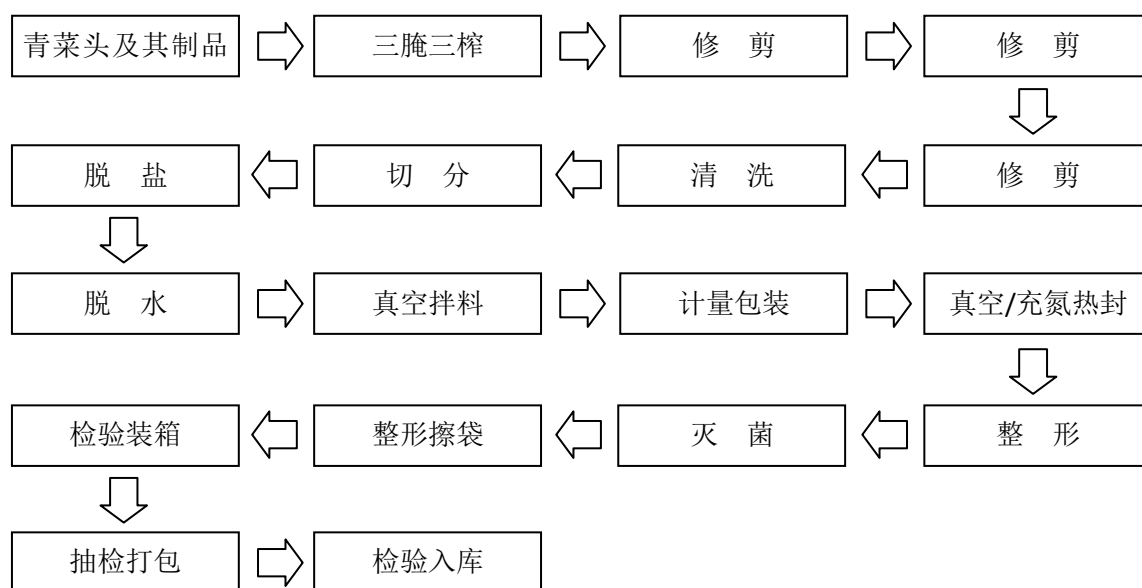 青菜头及其制品
三腌三榨
修 剪
修 剪
修 剪
清 洗
切 分
脱 盐
脱 水
真空拌料
计量包装
真空/充氮热封
整 形
灭 菌
整形擦袋
检验装箱
抽检打包
检验入库